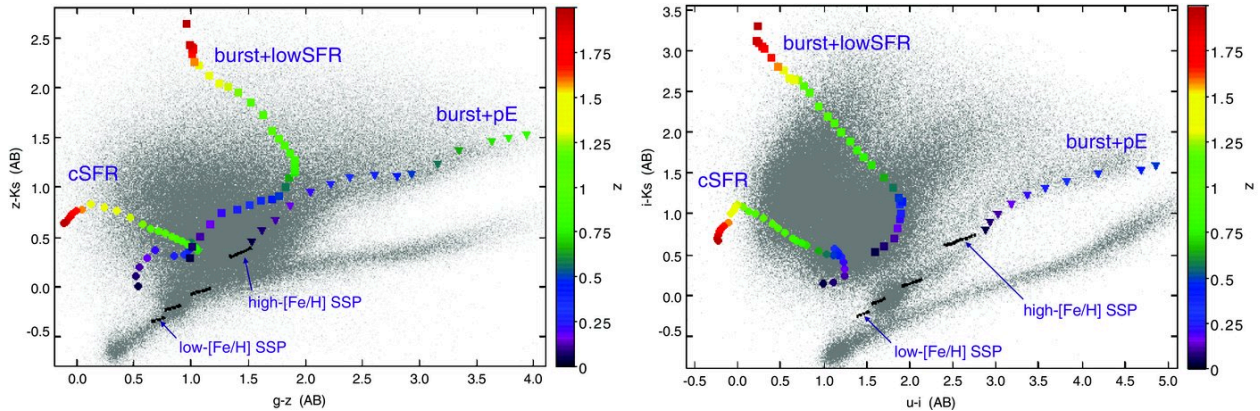 burst+lowSFR
burst+pE
cSFR
high-[Fe/H] SSP
low-[Fe/H] SSP
2.5
2.0
1.5
1.0
0.5
0.0
-0.5
z-Ks (AB)
0.0 0.5 1.0 1.5 2.0 2.5 3.0 3.5 4.0
g-z (AB)
1.75
1.5
1.25
1
0.75
0.5
0.25
0
z
burst+lowSFR
burst+pE
cSFR
high-[Fe/H] SSP
low-[Fe/H] SSP
3.5
3.0
2.5
2.0
1.5
1.0
0.5
0.0
-0.5
i-Ks (AB)
-0.5 0.0 0.5 1.0 1.5 2.0 2.5 3.0 3.5 4.0 4.5 5.0
u-i (AB)
1.75
1.5
1.25
1
0.75
0.5
0.25
0
z